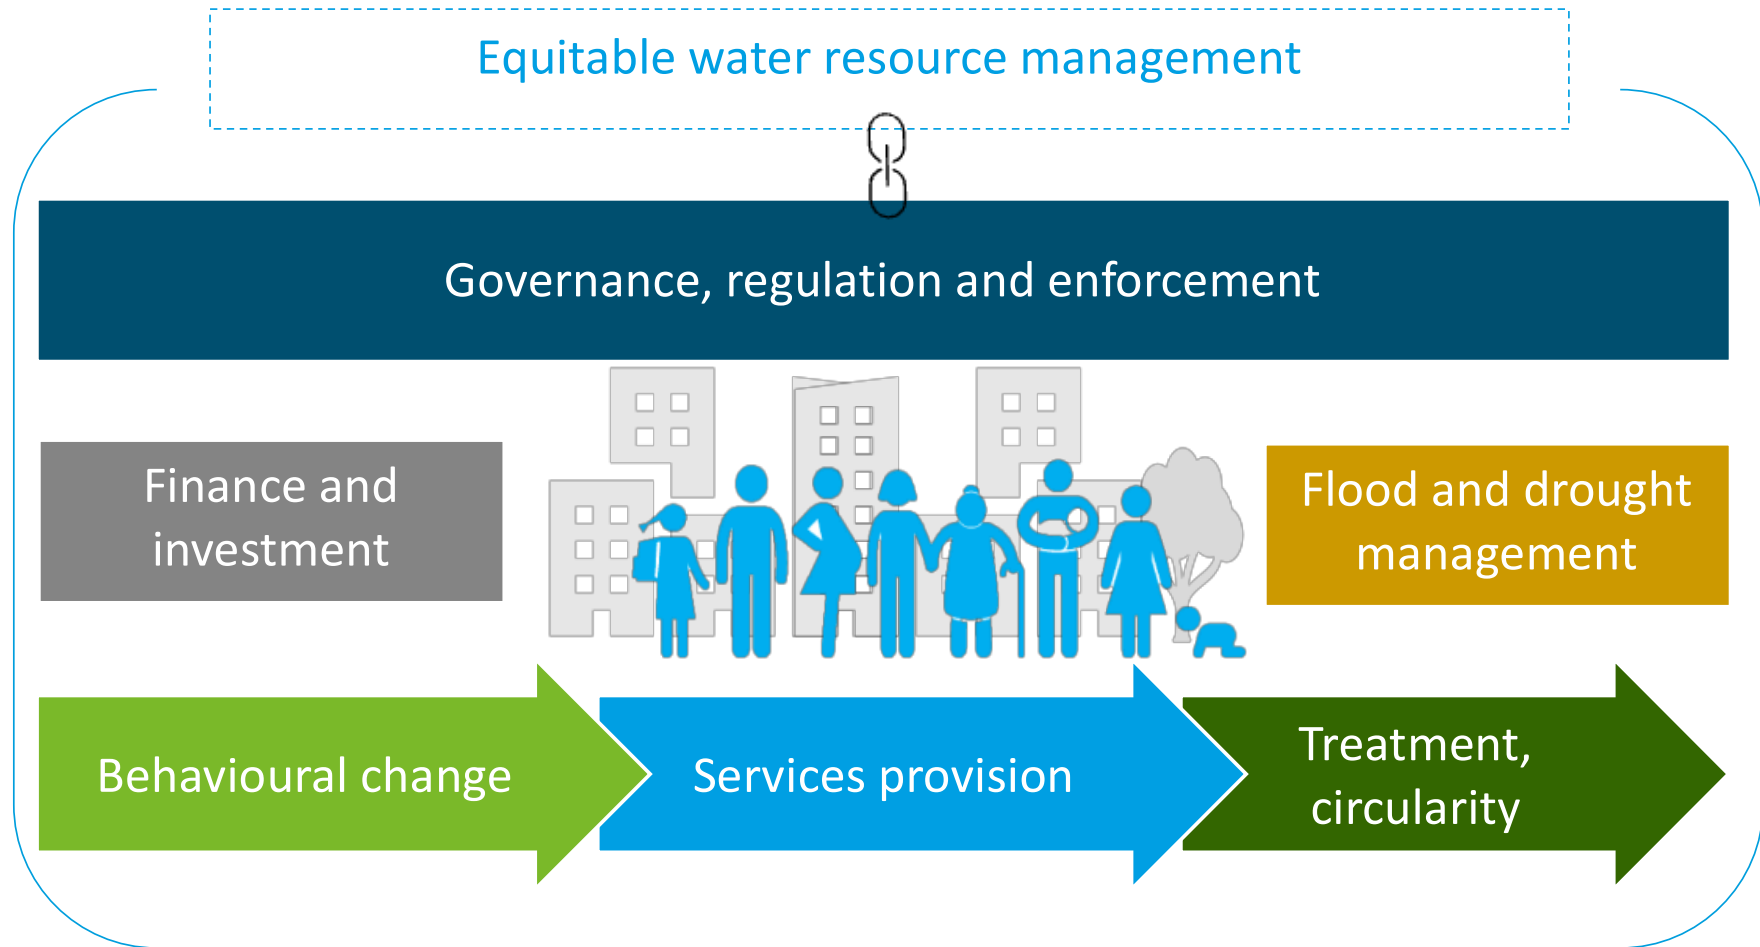 Equitable water resource management
Governance, regulation and enforcement
Finance and
investment
Flood and drought
management
Behavioural change
Services provision
Treatment,
circularity